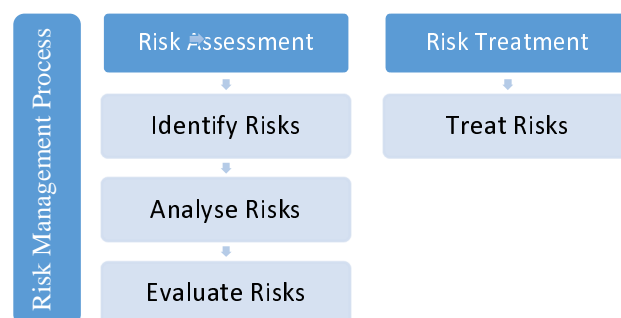 Risk Management Process
Risk Assessment
Identify Risks
Analyse Risks
Evaluate Risks
Risk Treatment
Treat Risks